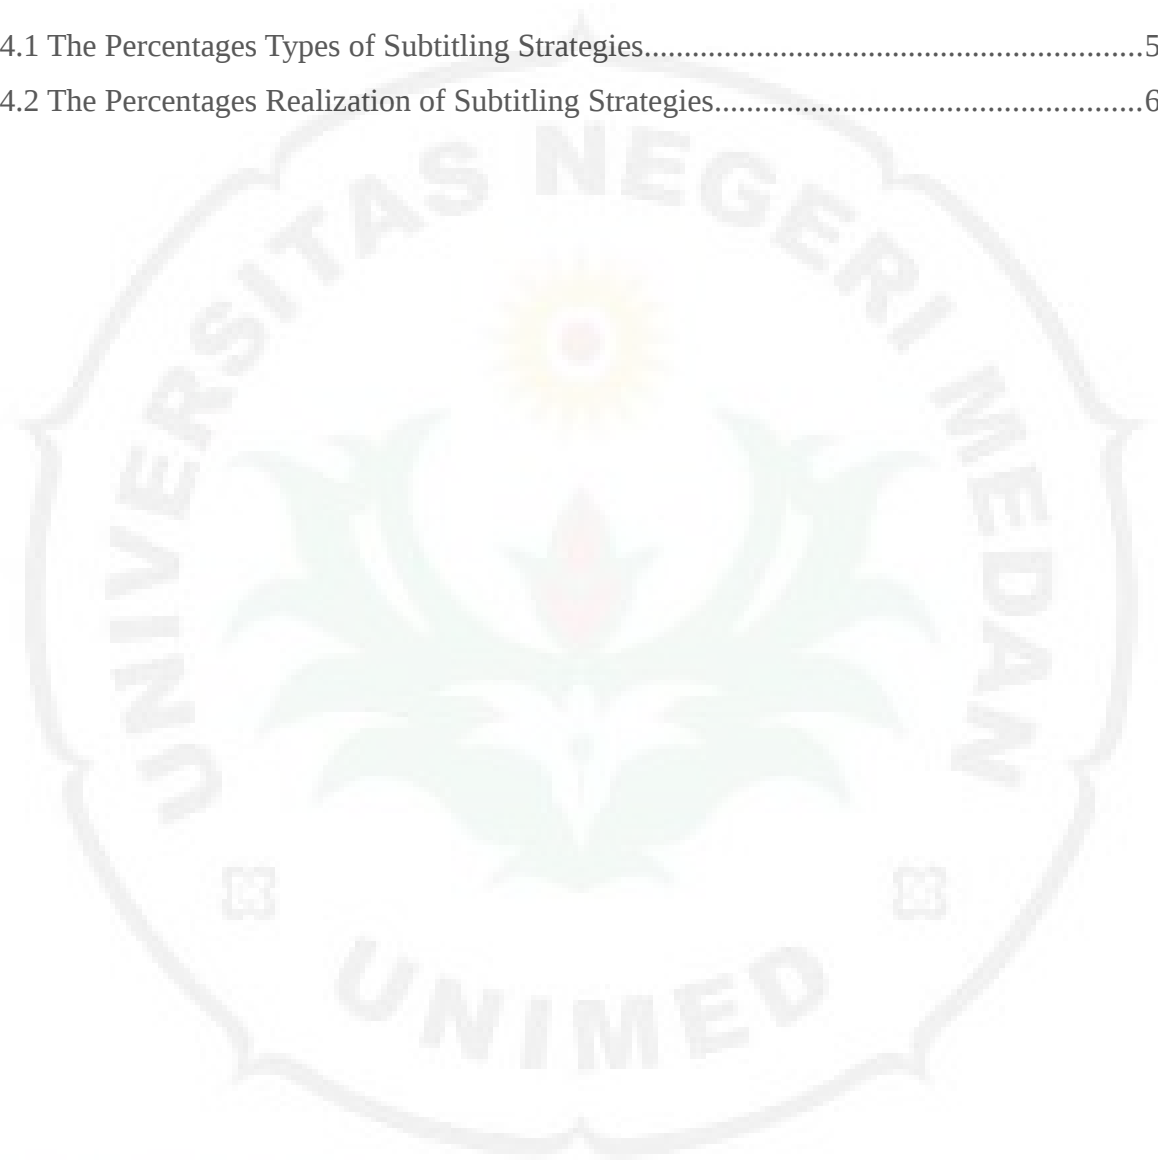 4.1 The Percentages Types of Subtitling Strategies..............................................................5
4.2 The Percentages Realization of Subtitling Strategies.....................................................6
UNIVERSITAS NEGERI MEDAN
UNIMED